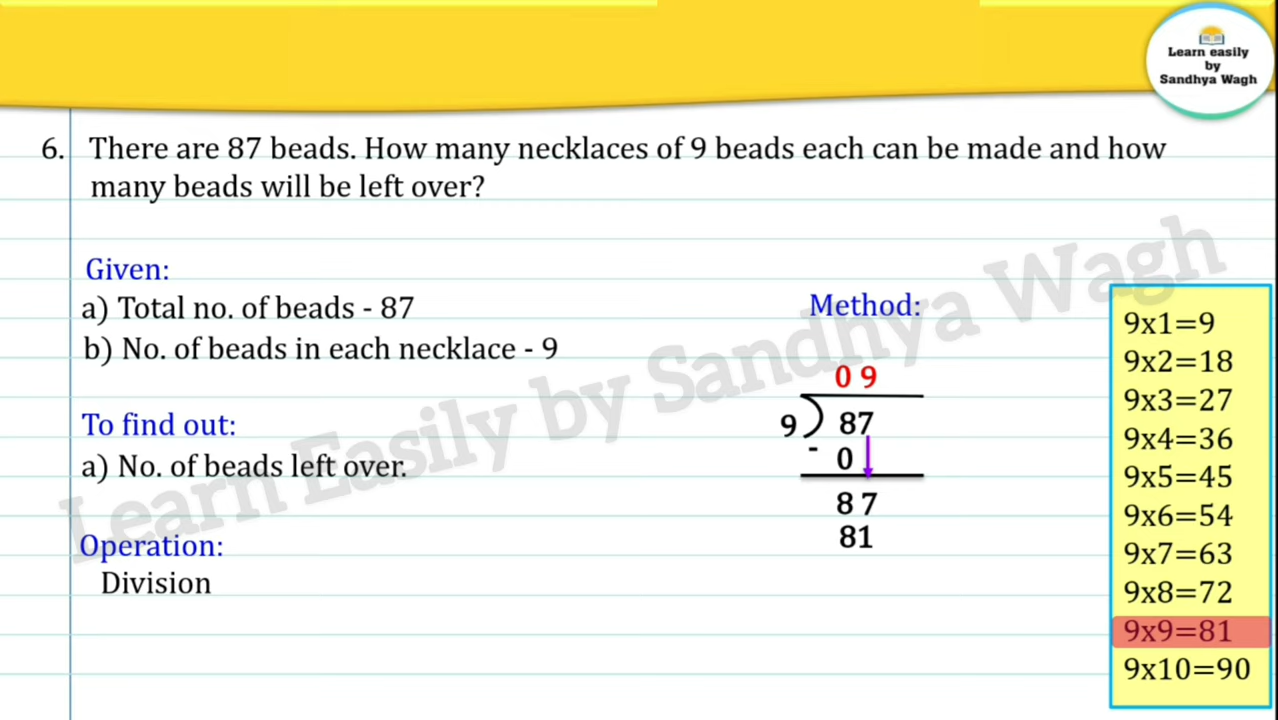 Learn easily
by
Sandhya Wagh
6. There are 87 beads. How many necklaces of 9 beads each can be made and how
many beads will be left over?
Given:
a) Total no. of beads - 87
b) No. of beads in each necklace - 9
To find out:
a) No. of beads left over.
Operation:
Division
Method:
0 9
9 ) 87
- 0
8 7
81
9x1=9
9x2=18
9x3=27
9x4=36
9x5=45
9x6=54
9x7=63
9x8=72
9x9=81
9x10=90
Learn Easily by Sandhya Wagh